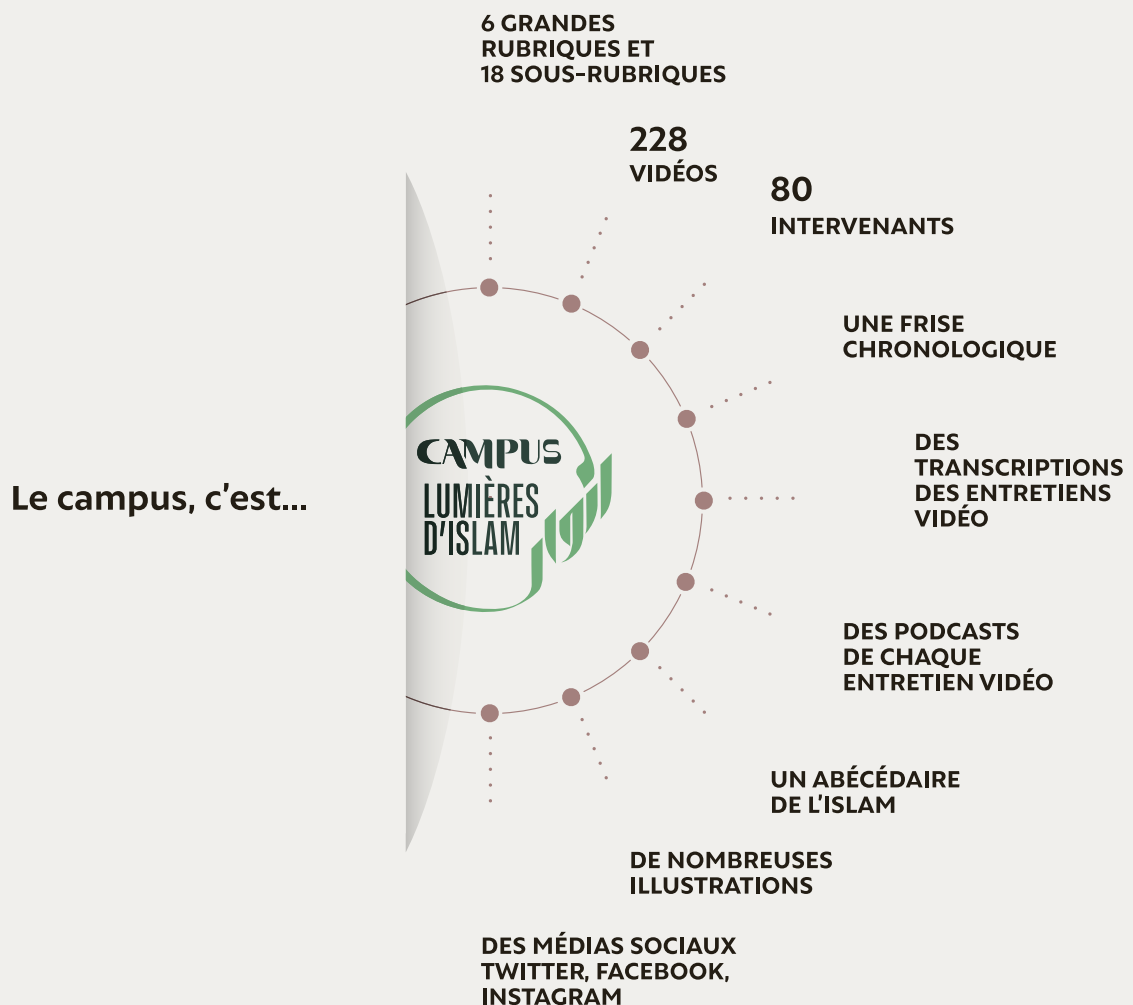 6 GRANDES
RUBRIQUES ET
18 SOUS-RUBRIQUES
228
VIDÉOS
80
INTERVENANTS
UNE FRISE
CHRONOLOGIQUE
Le campus, c'est...
CAMPUS
LUMIÈRES
D'ISLAM
DES
TRANSCRIPTIONS
DES ENTRETIENS
VIDÉO
DES PODCASTS
DE CHAQUE
ENTRETIEN VIDÉO
UN ABÉCÉDAIRE
DE L'ISLAM
DE NOMBREUSES
ILLUSTRATIONS
DES MÉDIAS SOCIAUX
TWITTER, FACEBOOK,
INSTAGRAM